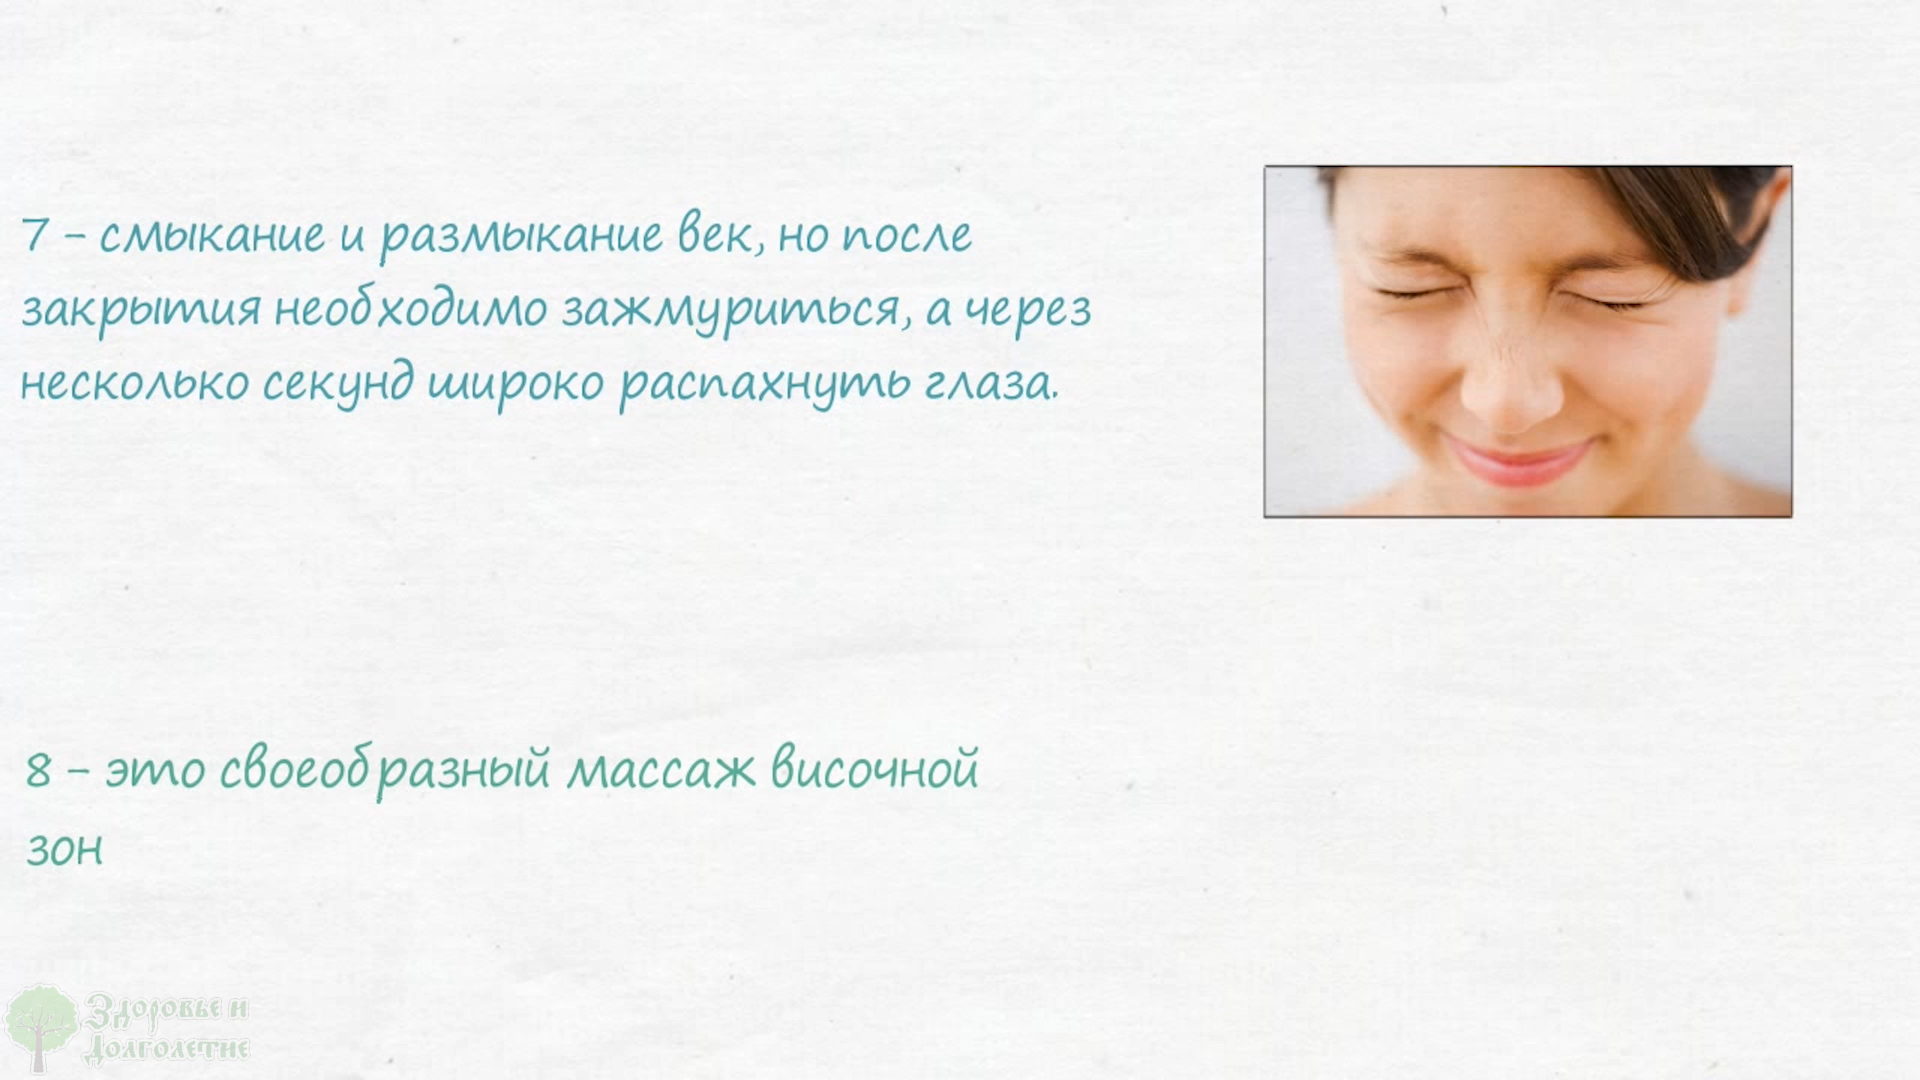 7 – смыкание и размыкание век, но после
закрытия необходимо зажмуриться, а через
несколько секунд широко распахнуть глаза.
8 – это своеобразный массаж височной
зон
Здоровье и
Долголетие